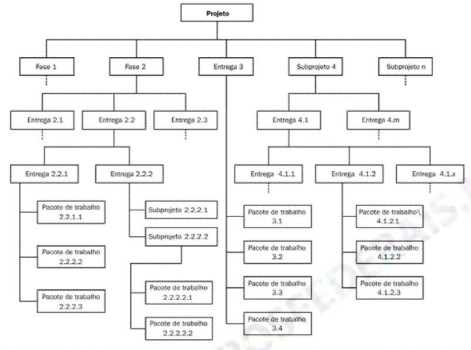 Projeto
Fase 1
Fase 2
Entrega 3
Subprojeto 4
Subprojeto n
Entrega 2.1
Entrega 2.2
Entrega 2.3
Entrega 4.1
Entrega 4.m
Entrega 2.2.1
Entrega 2.2.2
Entrega 4.1.1
Entrega 4.1.2
Entrega 4.1.x
Pacote de trabalho
2.2.1.1
Subprojeto 2.2.2.1
Pacote de trabalho
3.1
Pacote de trabalho\
4.1.2.1
Subprojeto 2.2.2.2
Pacote de trabalho
2.2.2.2
Pacote de trabalho
3.2
Pacote de trabalho
4.1.2.2
Pacote de trabalho
2.2.2.3
Pacote de trabalho
2.2.2.2.1
Pacote de trabalho
3.3
Pacote de trabalho
4.1.2.3
Pacote de trabalho
2.2.2.2.2
Pacote de trabalho
3.4